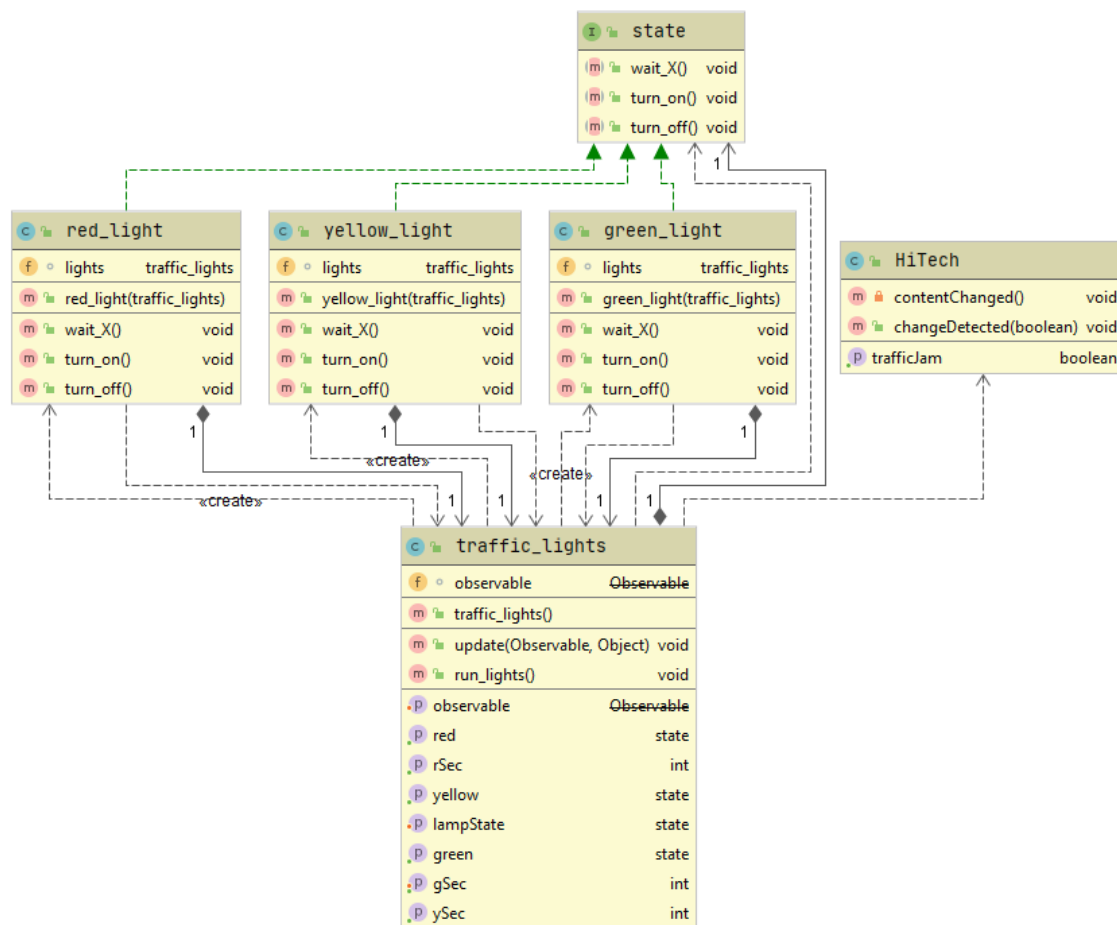 state
wait_X() void
turn_on() void
turn_off() void
1
red_light
lights traffic_lights
red_light(traffic_lights)
wait_X() void
turn_on() void
turn_off() void
yellow_light
lights traffic_lights
yellow_light(traffic_lights)
wait_X() void
turn_on() void
turn_off() void
green_light
lights traffic_lights
green_light(traffic_lights)
wait_X() void
turn_on() void
turn_off() void
HiTech
contentChanged() void
changeDetected(boolean) void
trafficJam boolean
1
1
1
«create»
«create»
«create»
1
1
1
1
traffic_lights
observable Observable
traffic_lights()
update(Observable, Object) void
run_lights() void
observable Observable
red state
rSec int
yellow state
lampState state
green state
gSec int
ySec int